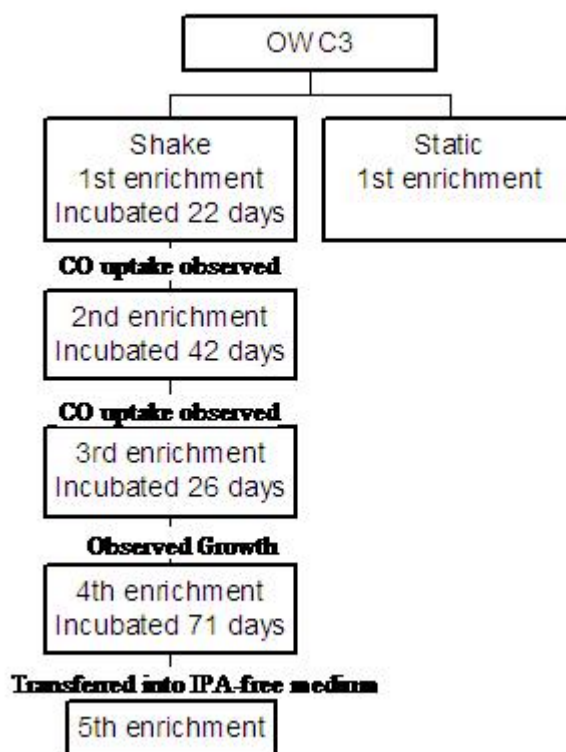 OWC3
Shake
1st enrichment
Incubated 22 days
Static
1st enrichment
CO uptake observed
2nd enrichment
Incubated 42 days
CO uptake observed
3rd enrichment
Incubated 26 days
Observed Growth
4th enrichment
Incubated 71 days
Transferred into IPA-free medium
5th enrichment